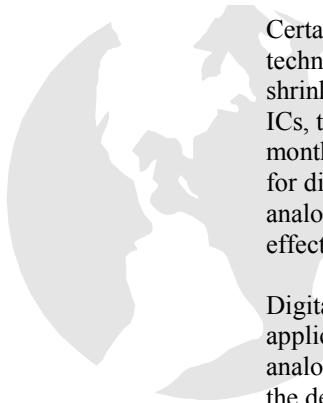 Certa
techn
shrink
ICs, t
month
for di
analo
effect
Digita
applic
analo
the de